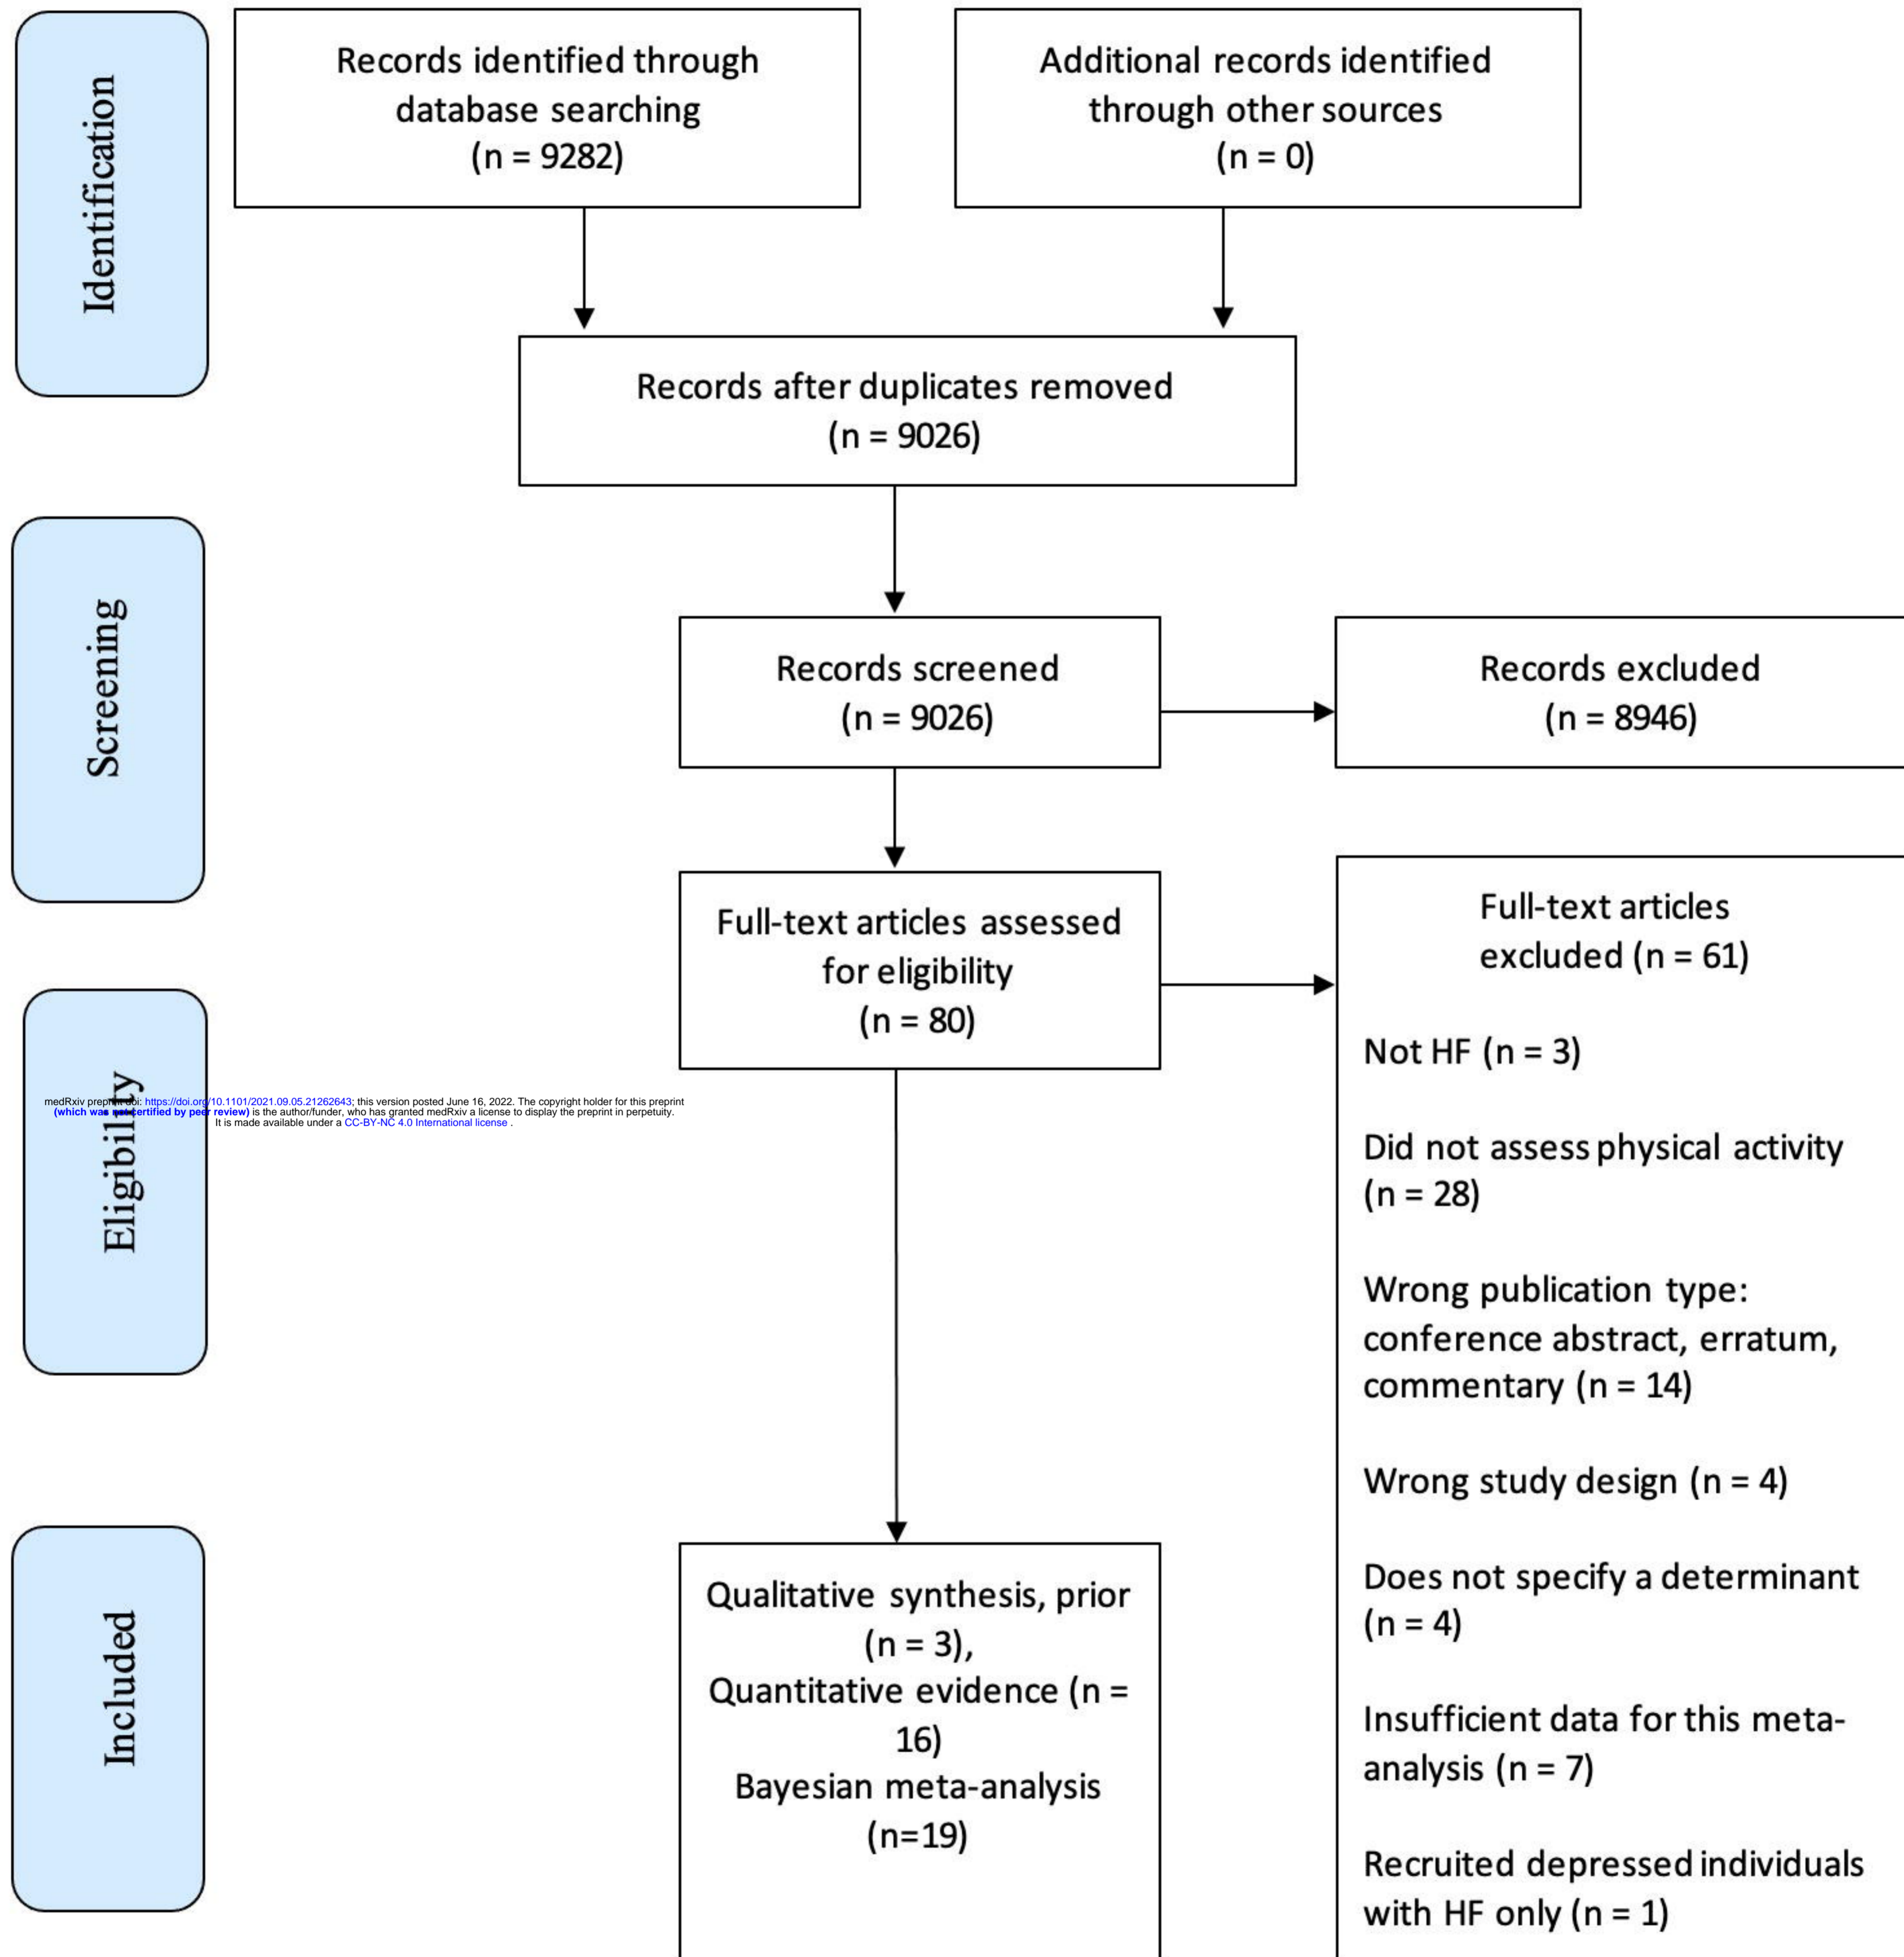 Identification
Records identified through
database searching
(n = 9282)
Additional records identified
through other sources
(n = 0)
Records after duplicates removed
(n = 9026)
Screening
Records screened
(n = 9026)
Records excluded
(n = 8946)
Full-text articles assessed
for eligibility
(n = 80)
Full-text articles
excluded (n = 61)
Not HF (n = 3)
Did not assess physical activity
(n = 28)
Wrong publication type:
conference abstract, erratum,
commentary (n = 14)
Wrong study design (n = 4)
Does not specify a determinant
(n = 4)
Insufficient data for this meta-
analysis (n = 7)
Recruited depressed individuals
with HF only (n = 1)
Eligibility
medRxiv preprint doi: https://doi.org/10.1101/2021.09.05.21262643; this version posted June 16, 2022. The copyright holder for this preprint
(which was not certified by peer review) is the author/funder, who has granted medRxiv a license to display the preprint in perpetuity.
It is made available under a CC-BY-NC 4.0 International license .
Included
Qualitative synthesis, prior
(n = 3),
Quantitative evidence (n =
16)
Bayesian meta-analysis
(n=19)